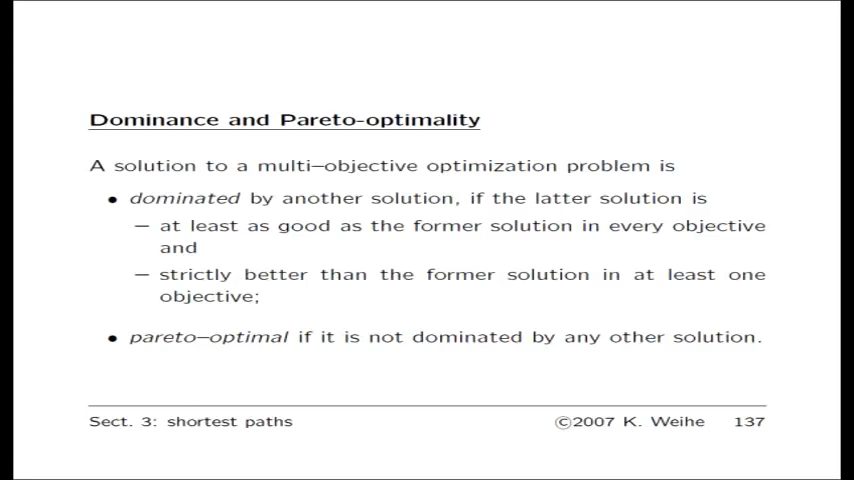 Dominance and Pareto-optimality
A solution to a multi–objective optimization problem is
• dominated by another solution, if the latter solution is
– at least as good as the former solution in every objective
and
– strictly better than the former solution in at least one
objective;
• pareto–optimal if it is not dominated by any other solution.
Sect. 3: shortest paths ©2007 K. Weihe 137